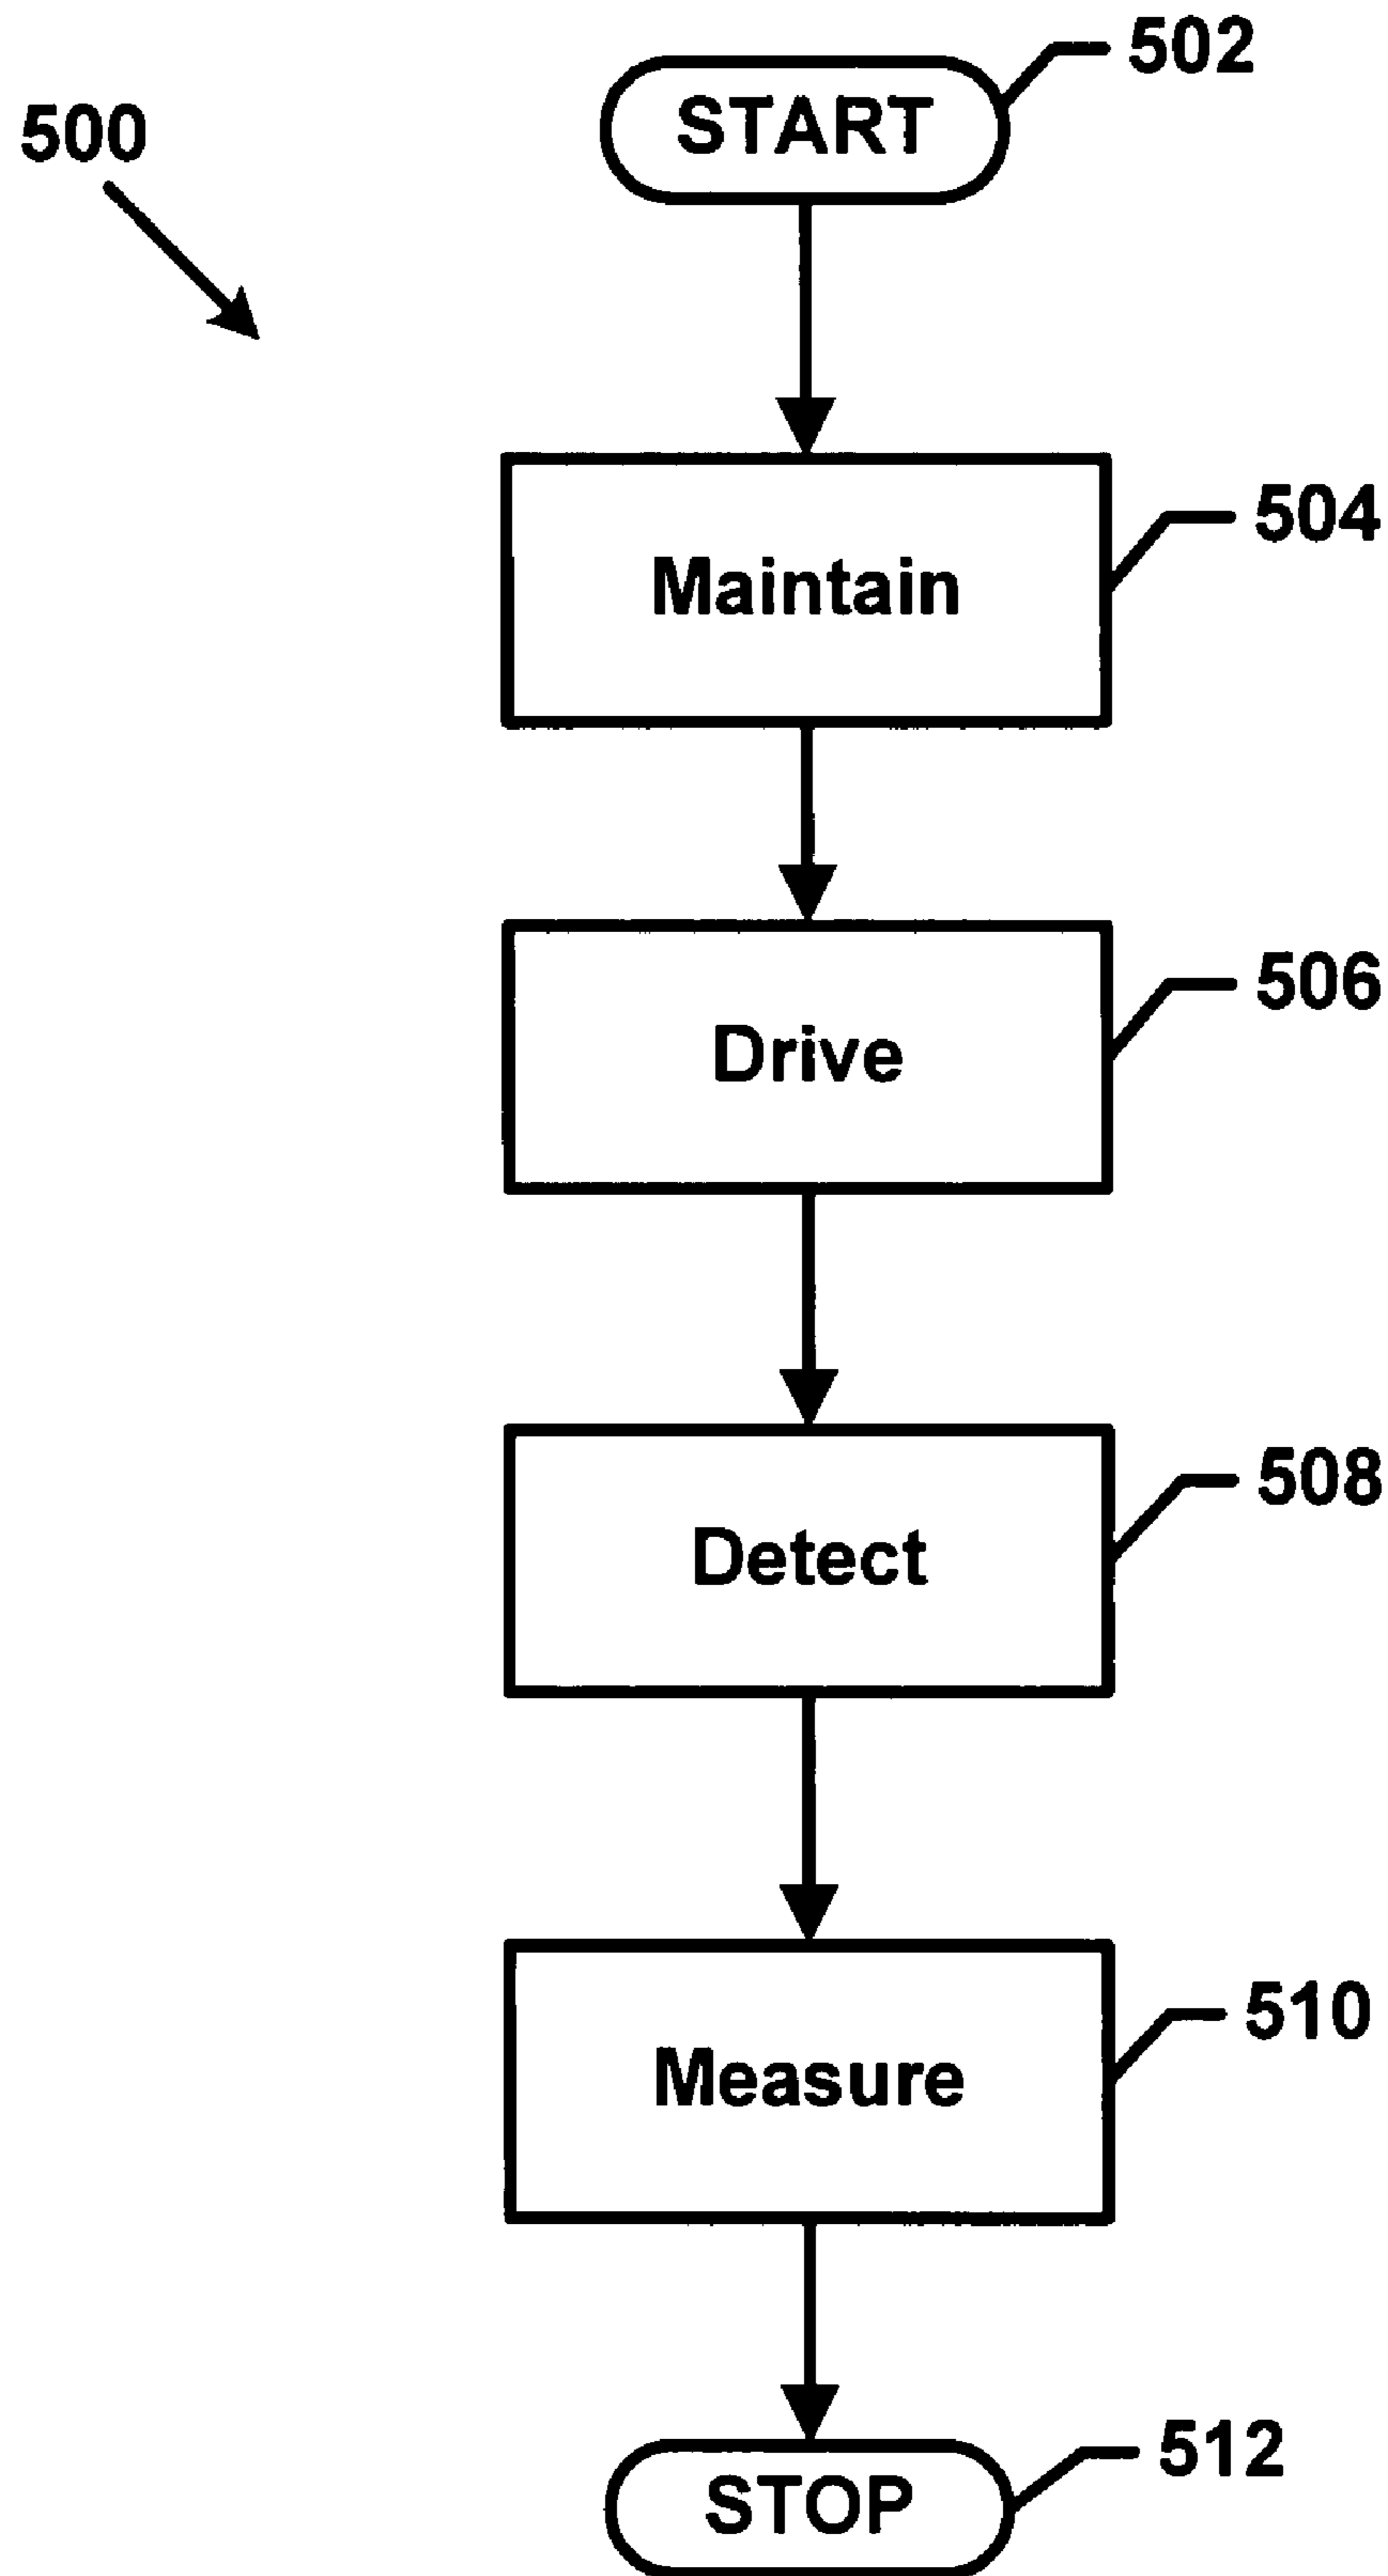 502
START
500
504
Maintain
506
Drive
508
Detect
510
Measure
512
STOP